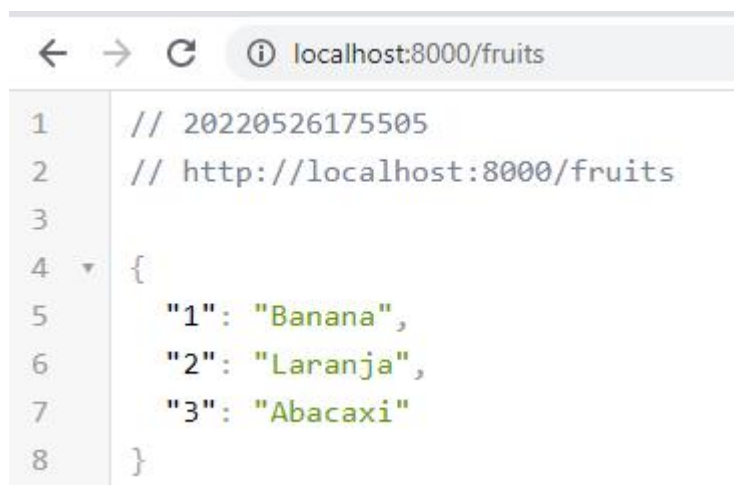 localhost:8000/fruits
1 // 20220526175505
2 // http://localhost:8000/fruits
3
4 {
5 "1": "Banana",
6 "2": "Laranja",
7 "3": "Abacaxi"
8 }